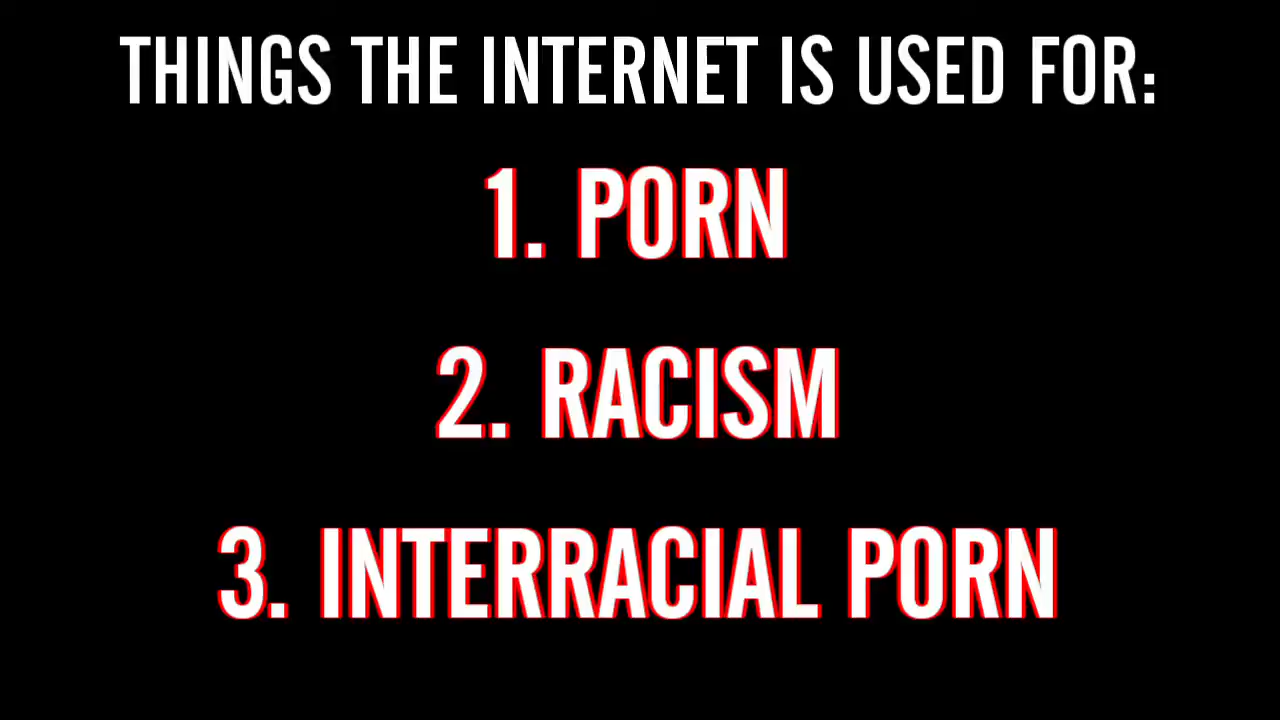 THINGS THE INTERNET IS USED FOR:
1. PORN
2. RACISM
3. INTERRACIAL PORN